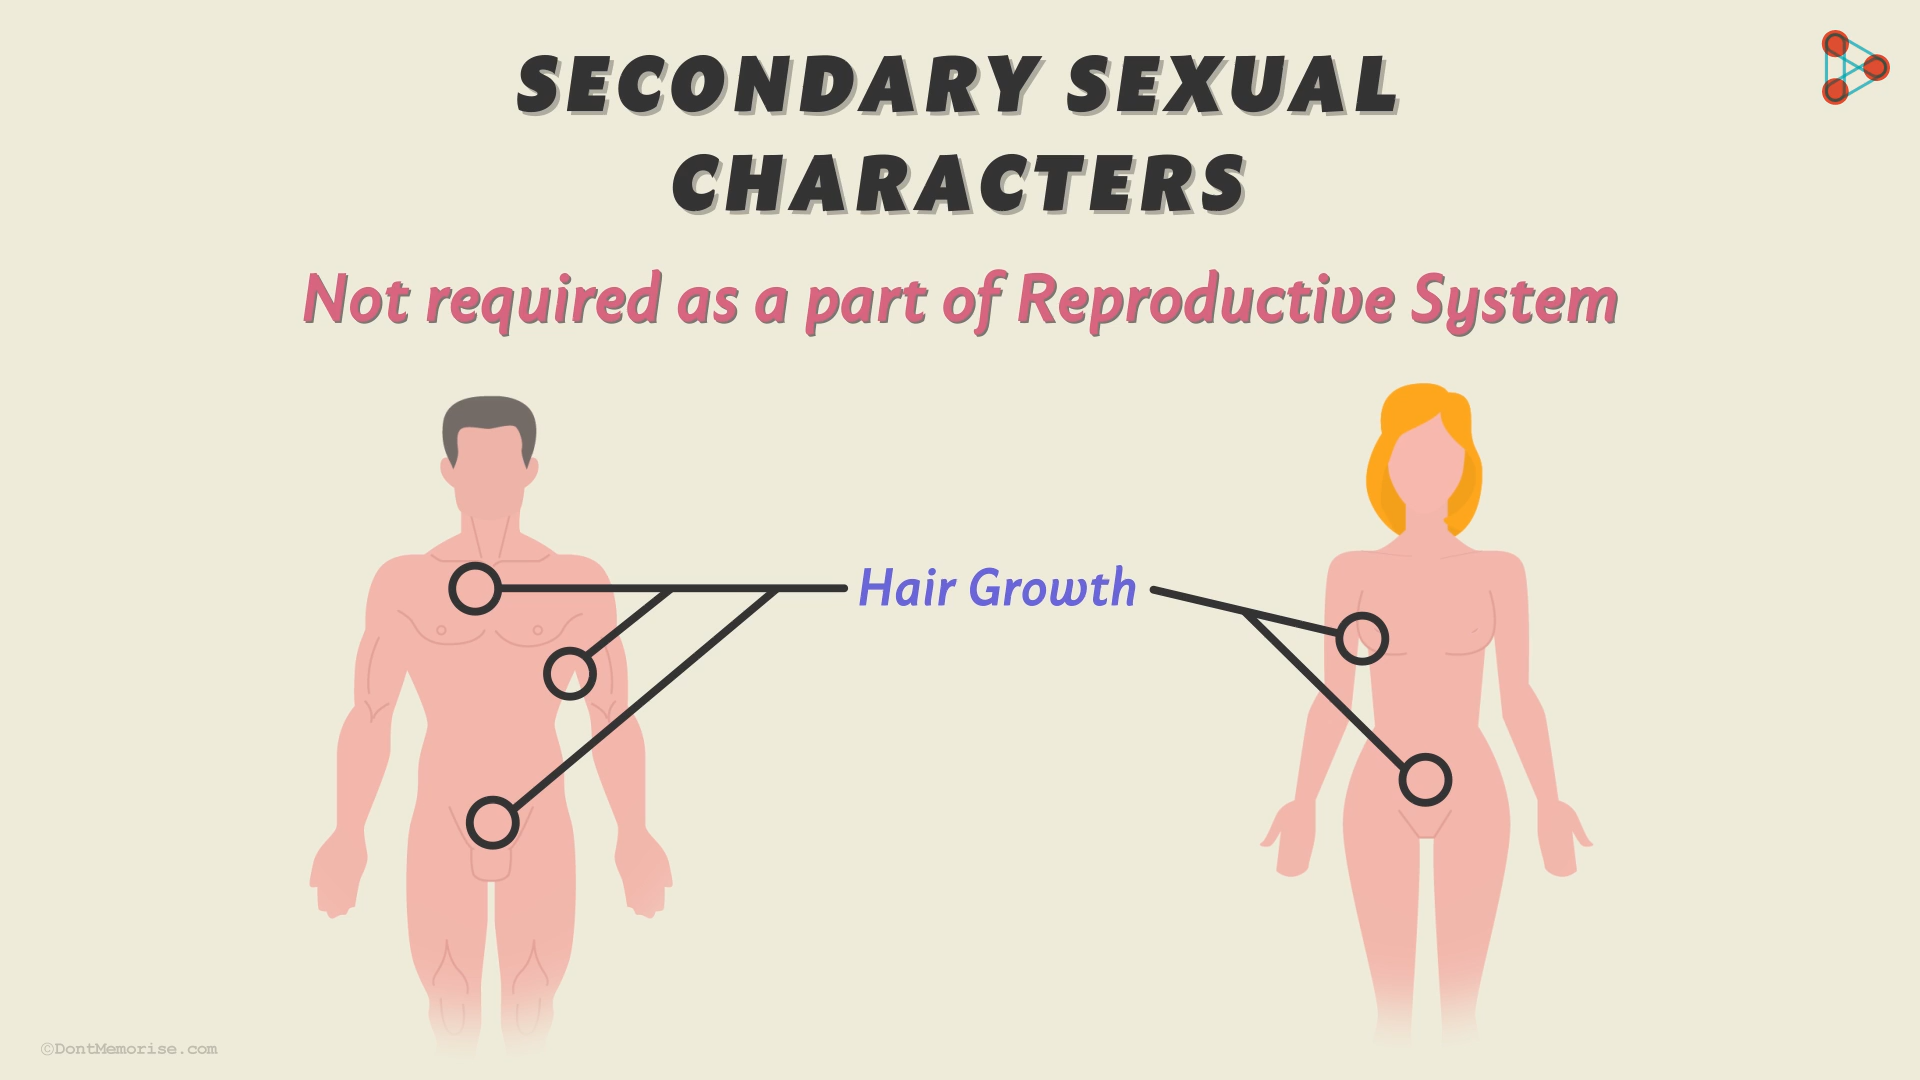 SECONDARY SEXUAL
CHARACTERS
Not required as a part of Reproductive System
Hair Growth
©DontMemorise.com